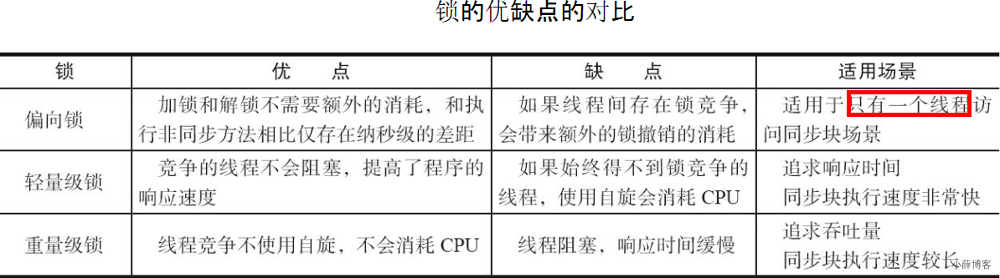 锁的优缺点的对比
锁 优 点 缺 点 适用场景
偏向锁
加锁和解锁不需要额外的消耗，和执
行非同步方法相比仅存在纳秒级的差距
如果线程间存在锁竞争，
会带来额外的锁撤销的消耗
适用于只有一个线程访
问同步块场景
轻量级锁
竞争的线程不会阻塞，提高了程序的
响应速度
如果始终得不到锁竞争的
线程，使用自旋会消耗 CPU
追求响应时间
同步块执行速度非常快
重量级锁
线程竞争不使用自旋，不会消耗 CPU
线程阻塞，响应时间缓慢
追求吞吐量
同步块执行速度较长
小薛博客